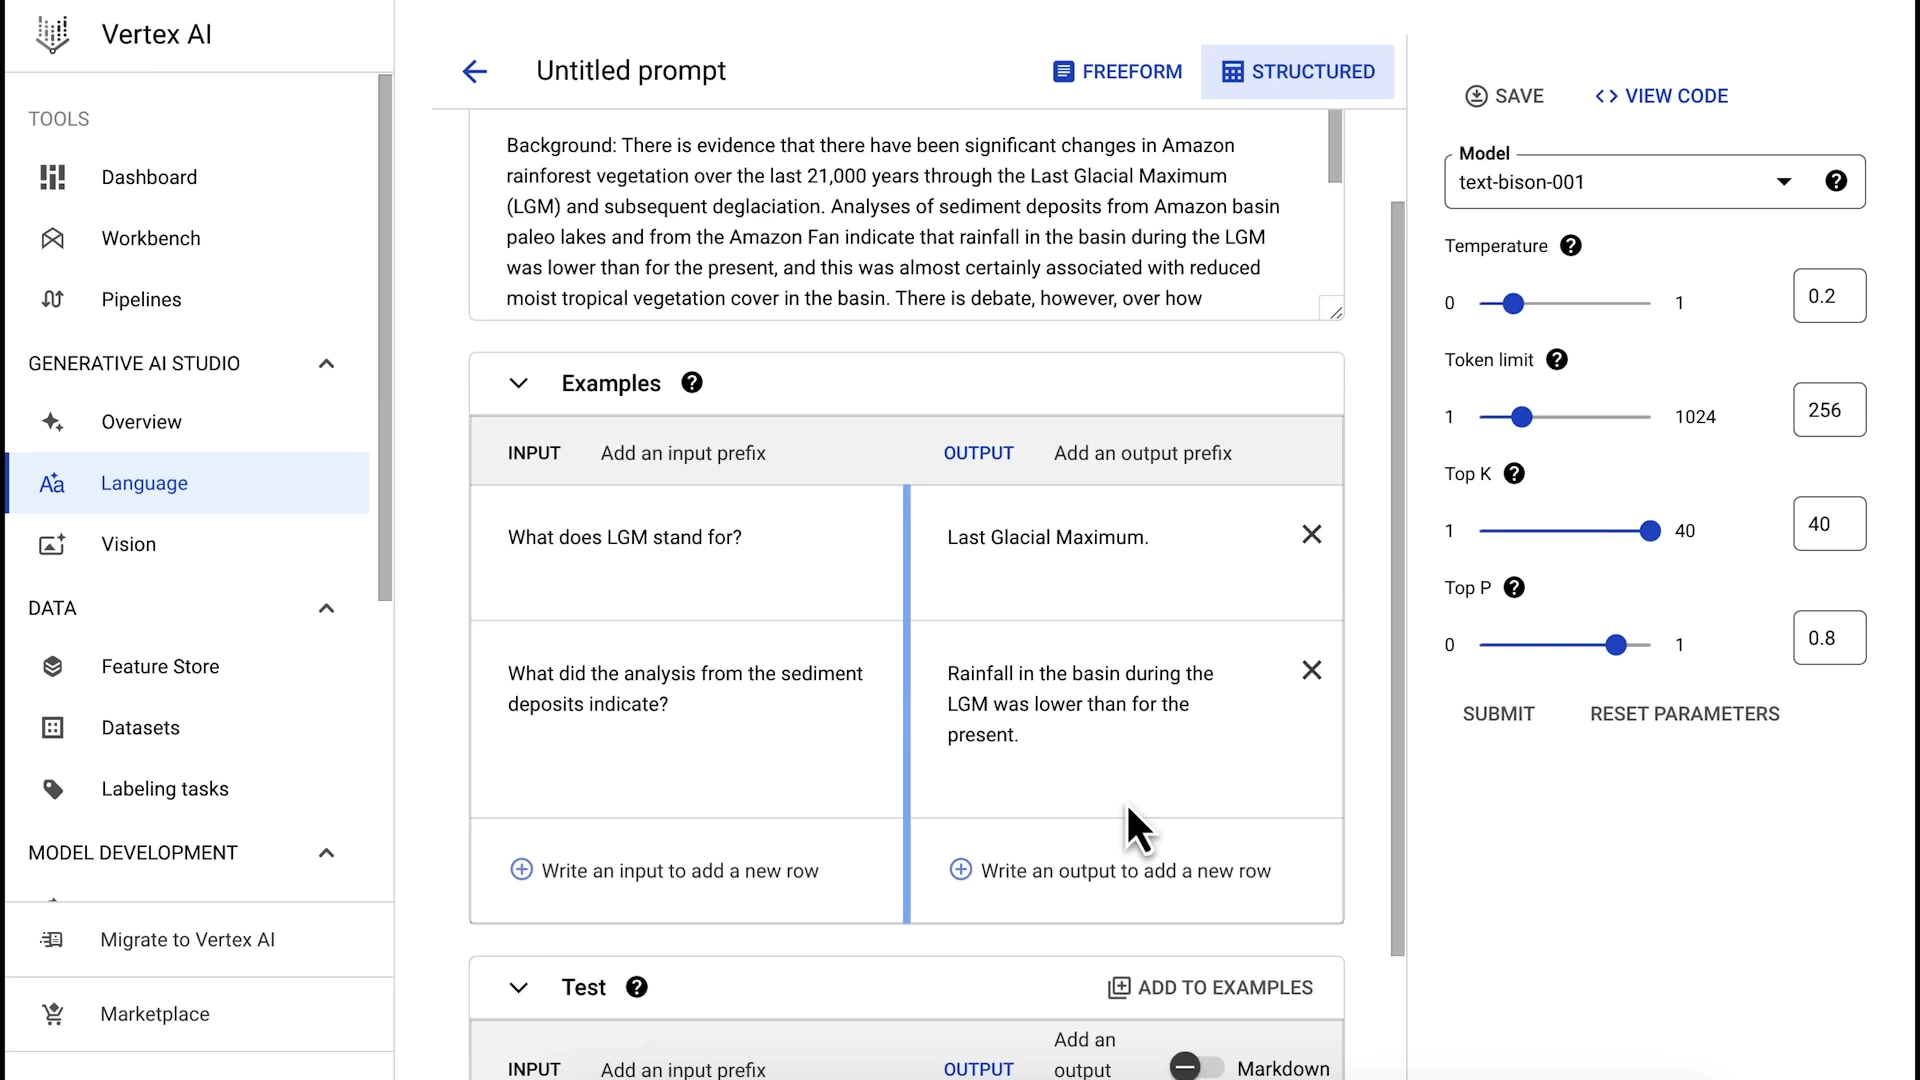 Vertex AI
TOOLS
Dashboard
Workbench
Pipelines
GENERATIVE AI STUDIO
Overview
Language
Vision
DATA
Feature Store
Datasets
Labeling tasks
MODEL DEVELOPMENT
Migrate to Vertex AI
Marketplace
Untitled prompt
FREEFORM
STRUCTURED
Background: There is evidence that there have been significant changes in Amazon
rainforest vegetation over the last 21,000 years through the Last Glacial Maximum
(LGM) and subsequent deglaciation. Analyses of sediment deposits from Amazon basin
paleo lakes and from the Amazon Fan indicate that rainfall in the basin during the LGM
was lower than for the present, and this was almost certainly associated with reduced
moist tropical vegetation cover in the basin. There is debate, however, over how
Examples
INPUT Add an input prefix
OUTPUT Add an output prefix
What does LGM stand for?
Last Glacial Maximum.
What did the analysis from the sediment
deposits indicate?
Rainfall in the basin during the
LGM was lower than for the
present.
Write an input to add a new row
Write an output to add a new row
Test
ADD TO EXAMPLES
INPUT Add an input prefix
OUTPUT
Add an
output
Markdown
SAVE
<> VIEW CODE
Model
text-bison-001
Temperature
0 1 0.2
Token limit
1 1024 256
Top K
1 40 40
Top P
0 1 0.8
SUBMIT
RESET PARAMETERS